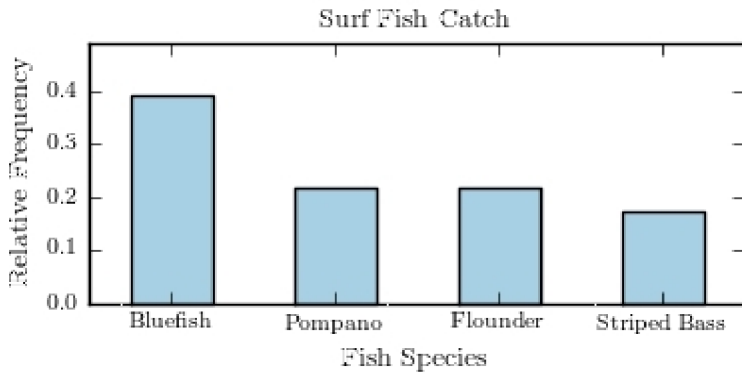 Surf Fish Catch
Relative Frequency
0.4
0.3
0.2
0.1
0.0
Bluefish Pompano Flounder Striped Bass
Fish Species